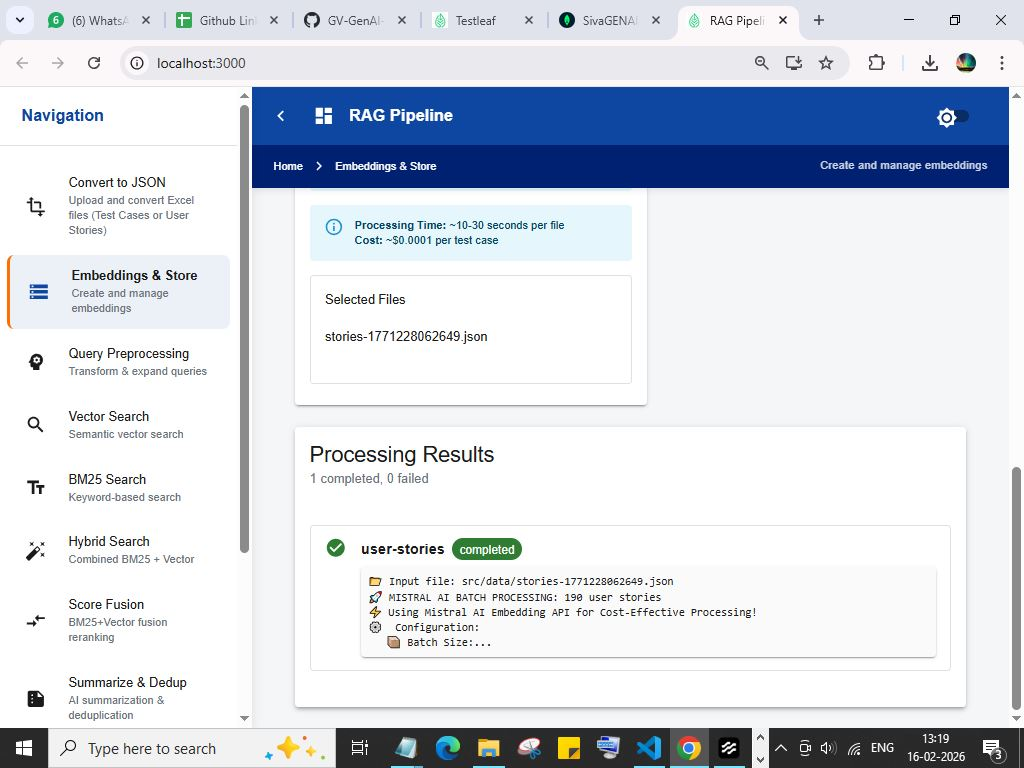 (6) WhatsA
Github Lin
GV-GenAI-
Testleaf
SivaGENAI
RAG Pipeli
localhost:3000
Navigation
RAG Pipeline
Home
Embeddings & Store
Create and manage embeddings
Convert to JSON
Upload and convert Excel
files (Test Cases or User
Stories)
Embeddings & Store
Create and manage
embeddings
Query Preprocessing
Transform & expand queries
Vector Search
Semantic vector search
BM25 Search
Keyword-based search
Hybrid Search
Combined BM25 + Vector
Score Fusion
BM25+Vector fusion
reranking
Summarize & Dedup
AI summarization &
deduplication
Processing Time: ~10-30 seconds per file
Cost: ~$0.0001 per test case
Selected Files
stories-1771228062649.json
Processing Results
1 completed, 0 failed
user-stories completed
Input file: src/data/stories-1771228062649.json
MISTRAL AI BATCH PROCESSING: 190 user stories
Using Mistral AI Embedding API for Cost-Effective Processing!
Configuration:
Batch Size:...
Type here to search
ENG
13:19
16-02-2026
3